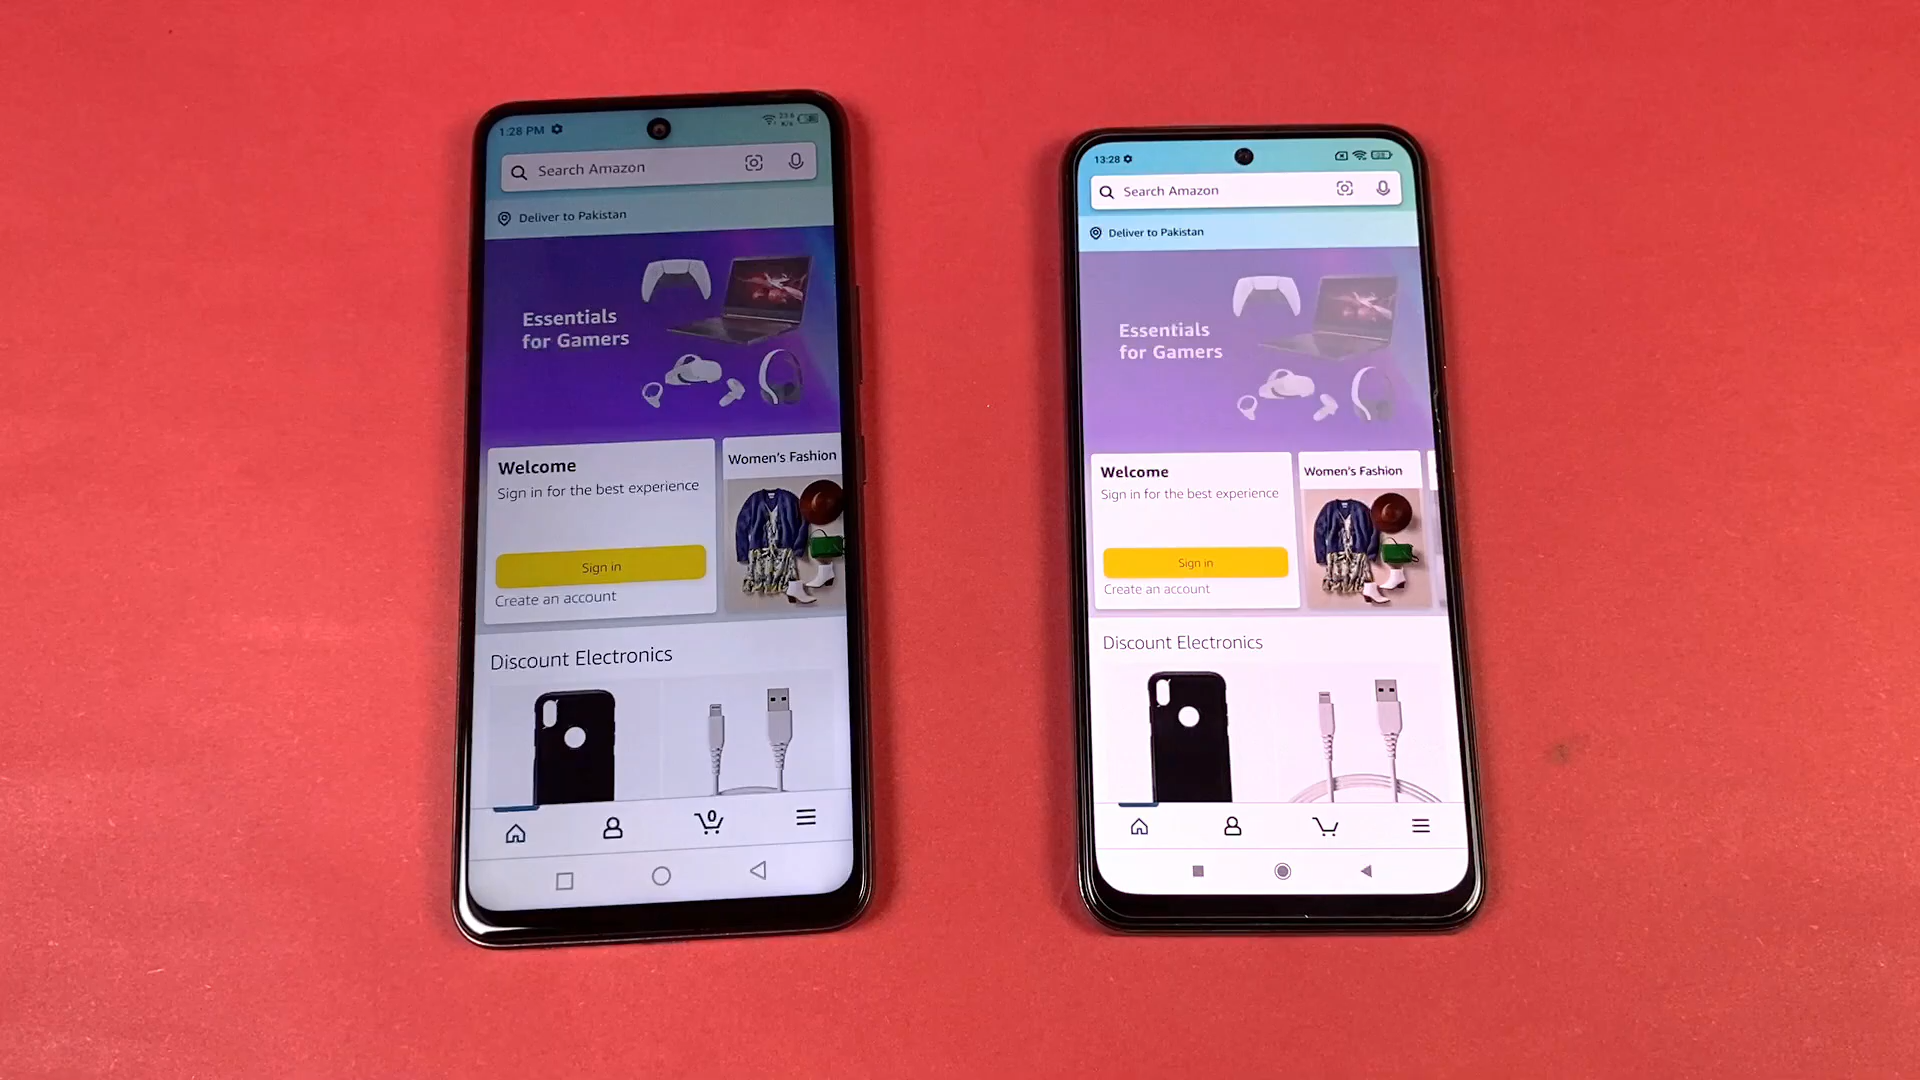 1:28 PM
Search Amazon
Deliver to Pakistan
Essentials
for Gamers
Welcome
Sign in for the best experience
Sign in
Create an account
Women's Fashion
Discount Electronics
0
13:28
Search Amazon
Deliver to Pakistan
Essentials
for Gamers
Welcome
Sign in for the best experience
Sign in
Create an account
Women's Fashion
Discount Electronics